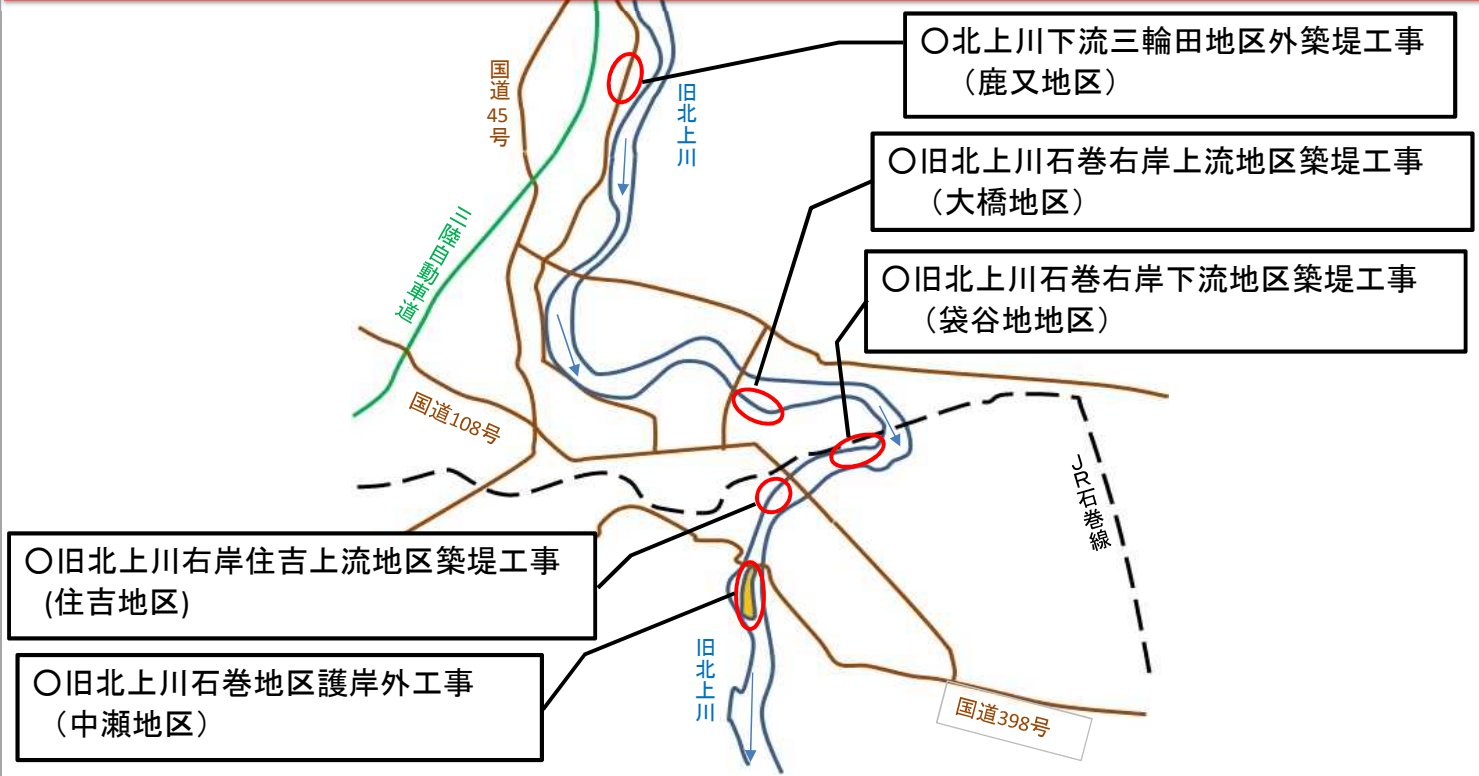 〇北上川下流三輪田地区外築堤工事
（鹿又地区）
国道45号
旧北上川
〇旧北上川石巻右岸上流地区築堤工事
（大橋地区）
三陸自動車道
〇旧北上川石巻右岸下流地区築堤工事
（袋谷地地区）
国道108号
JR石巻線
〇旧北上川右岸住吉上流地区築堤工事
(住吉地区)
旧北上川
〇旧北上川石巻地区護岸外工事
（中瀬地区）
国道398号